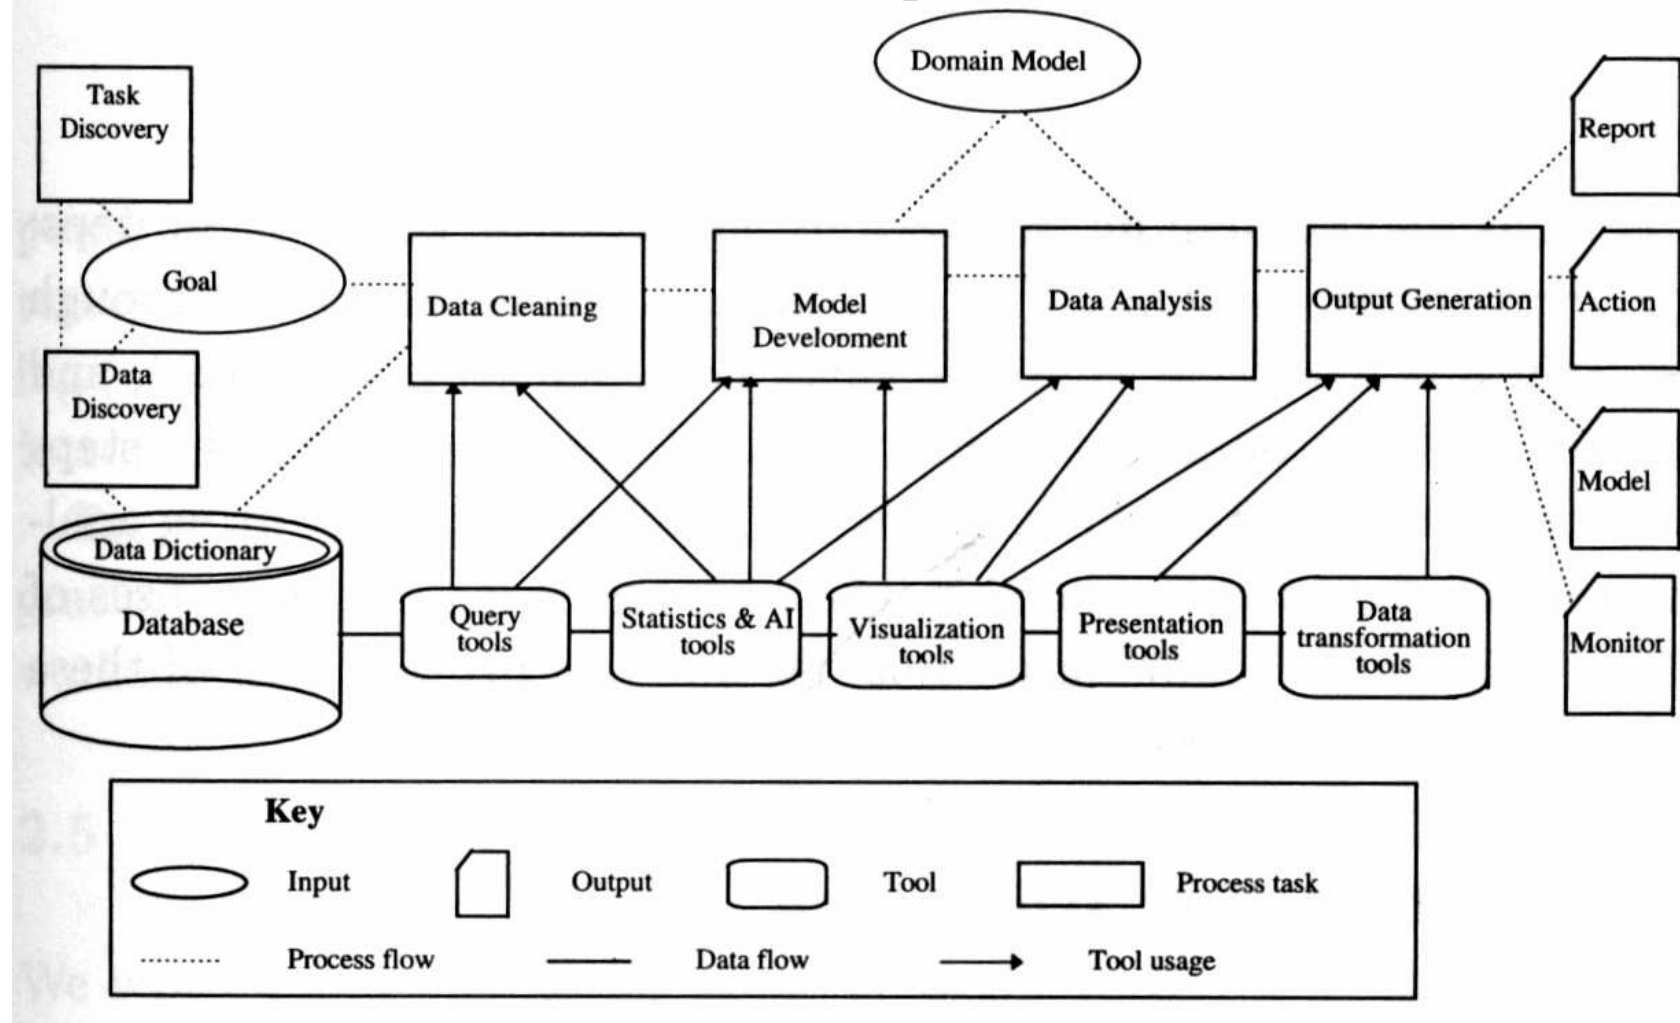 Domain Model
Task
Discovery
Report
Goal
Data Cleaning
Model
Development
Data Analysis
Output Generation
Action
Data
Discovery
Model
Data Dictionary
Database
Query
tools
Statistics & AI
tools
Visualization
tools
Presentation
tools
Data
transformation
tools
Monitor
Key
Input
Output
Tool
Process task
Process flow
Data flow
Tool usage
We